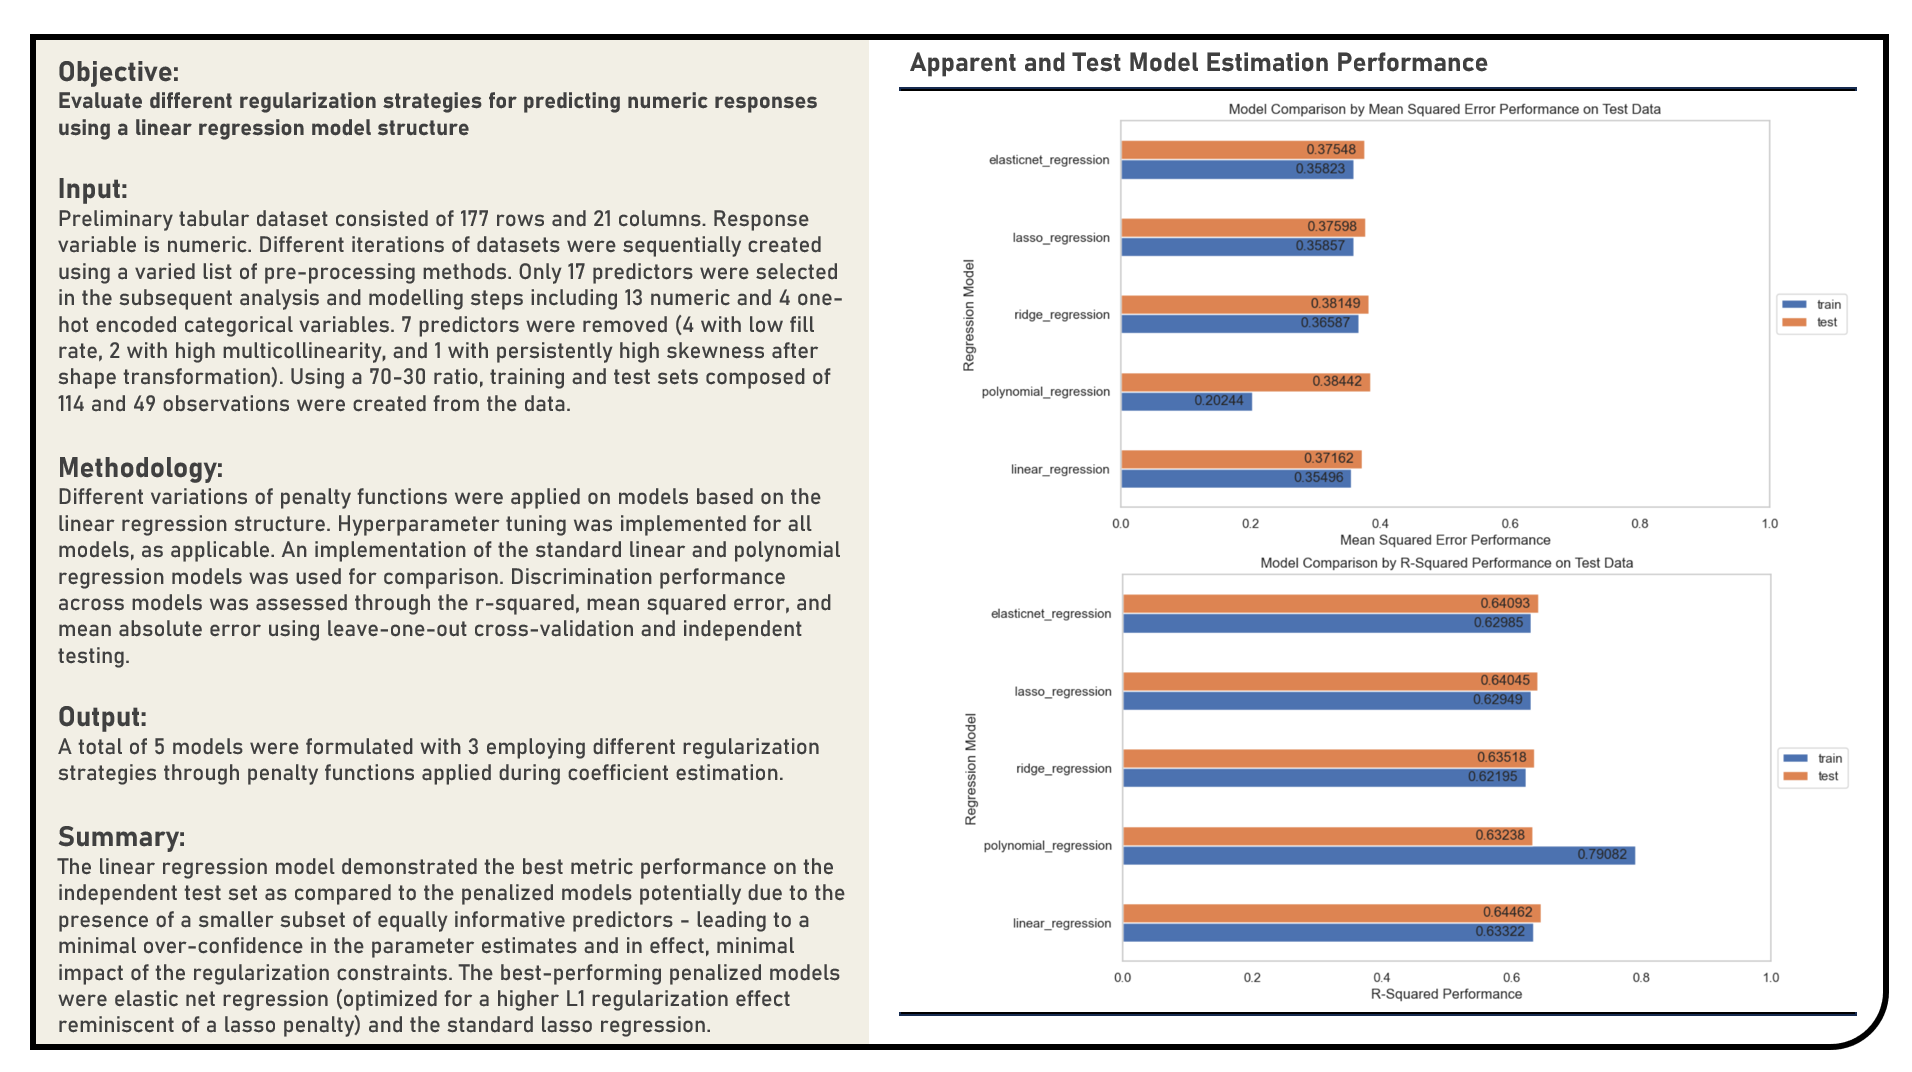 Objective:
Evaluate different regularization strategies for predicting numeric responses
using a linear regression model structure
Input:
Preliminary tabular dataset consisted of 177 rows and 21 columns. Response
variable is numeric. Different iterations of datasets were sequentially created
using a varied list of pre-processing methods. Only 17 predictors were selected
in the subsequent analysis and modelling steps including 13 numeric and 4 one-
hot encoded categorical variables. 7 predictors were removed (4 with low fill
rate, 2 with high multicollinearity, and 1 with persistently high skewness after
shape transformation). Using a 70-30 ratio, training and test sets composed of
114 and 49 observations were created from the data.
Methodology:
Different variations of penalty functions were applied on models based on the
linear regression structure. Hyperparameter tuning was implemented for all
models, as applicable. An implementation of the standard linear and polynomial
regression models was used for comparison. Discrimination performance
across models was assessed through the r-squared, mean squared error, and
mean absolute error using leave-one-out cross-validation and independent
testing.
Output:
A total of 5 models were formulated with 3 employing different regularization
strategies through penalty functions applied during coefficient estimation.
Summary:
The linear regression model demonstrated the best metric performance on the
independent test set as compared to the penalized models potentially due to the
presence of a smaller subset of equally informative predictors - leading to a
minimal over-confidence in the parameter estimates and in effect, minimal
impact of the regularization constraints. The best-performing penalized models
were elastic net regression (optimized for a higher L1 regularization effect
reminiscent of a lasso penalty) and the standard lasso regression.
Apparent and Test Model Estimation Performance
Model Comparison by Mean Squared Error Performance on Test Data
Regression Model
elasticnet_regression
0.37548
0.35823
lasso_regression
0.37598
0.35857
ridge_regression
0.38149
0.36587
polynomial_regression
0.38442
0.20244
linear_regression
0.37162
0.35496
train
test
0.0 0.2 0.4 0.6 0.8 1.0
Mean Squared Error Performance
Model Comparison by R-Squared Performance on Test Data
Regression Model
elasticnet_regression
0.64093
0.62985
lasso_regression
0.64045
0.62949
ridge_regression
0.63518
0.62195
polynomial_regression
0.63238
0.79082
linear_regression
0.64462
0.63322
train
test
0.0 0.2 0.4 0.6 0.8 1.0
R-Squared Performance